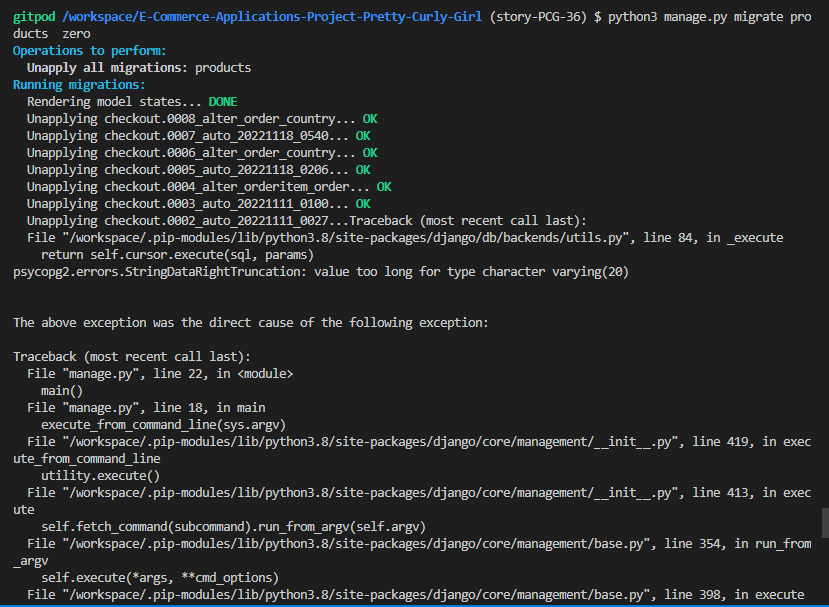 gitpod /workspace/E-Commerce-Applications-Project-Pretty-Curly-Girl (story-PCG-36) $ python3 manage.py migrate pro
ducts  zero
Operations to perform:
  Unapply all migrations: products
Running migrations:
  Rendering model states... DONE
  Unapplying checkout.0008_alter_order_country... OK
  Unapplying checkout.0007_auto_20221118_0540... OK
  Unapplying checkout.0006_alter_order_country... OK
  Unapplying checkout.0005_auto_20221118_0206... OK
  Unapplying checkout.0004_alter_orderitem_order... OK
  Unapplying checkout.0003_auto_20221111_0100... OK
  Unapplying checkout.0002_auto_20221111_0027...Traceback (most recent call last):
  File "/workspace/.pip-modules/lib/python3.8/site-packages/django/db/backends/utils.py", line 84, in _execute
    return self.cursor.execute(sql, params)
psycopg2.errors.StringDataRightTruncation: value too long for type character varying(20)


The above exception was the direct cause of the following exception:

Traceback (most recent call last):
  File "manage.py", line 22, in <module>
    main()
  File "manage.py", line 18, in main
    execute_from_command_line(sys.argv)
  File "/workspace/.pip-modules/lib/python3.8/site-packages/django/core/management/__init__.py", line 419, in exec
ute_from_command_line
    utility.execute()
  File "/workspace/.pip-modules/lib/python3.8/site-packages/django/core/management/__init__.py", line 413, in exec
ute
    self.fetch_command(subcommand).run_from_argv(self.argv)
  File "/workspace/.pip-modules/lib/python3.8/site-packages/django/core/management/base.py", line 354, in run_from
_argv
    self.execute(*args, **cmd_options)
  File "/workspace/.pip-modules/lib/python3.8/site-packages/django/core/management/base.py", line 398, in execute